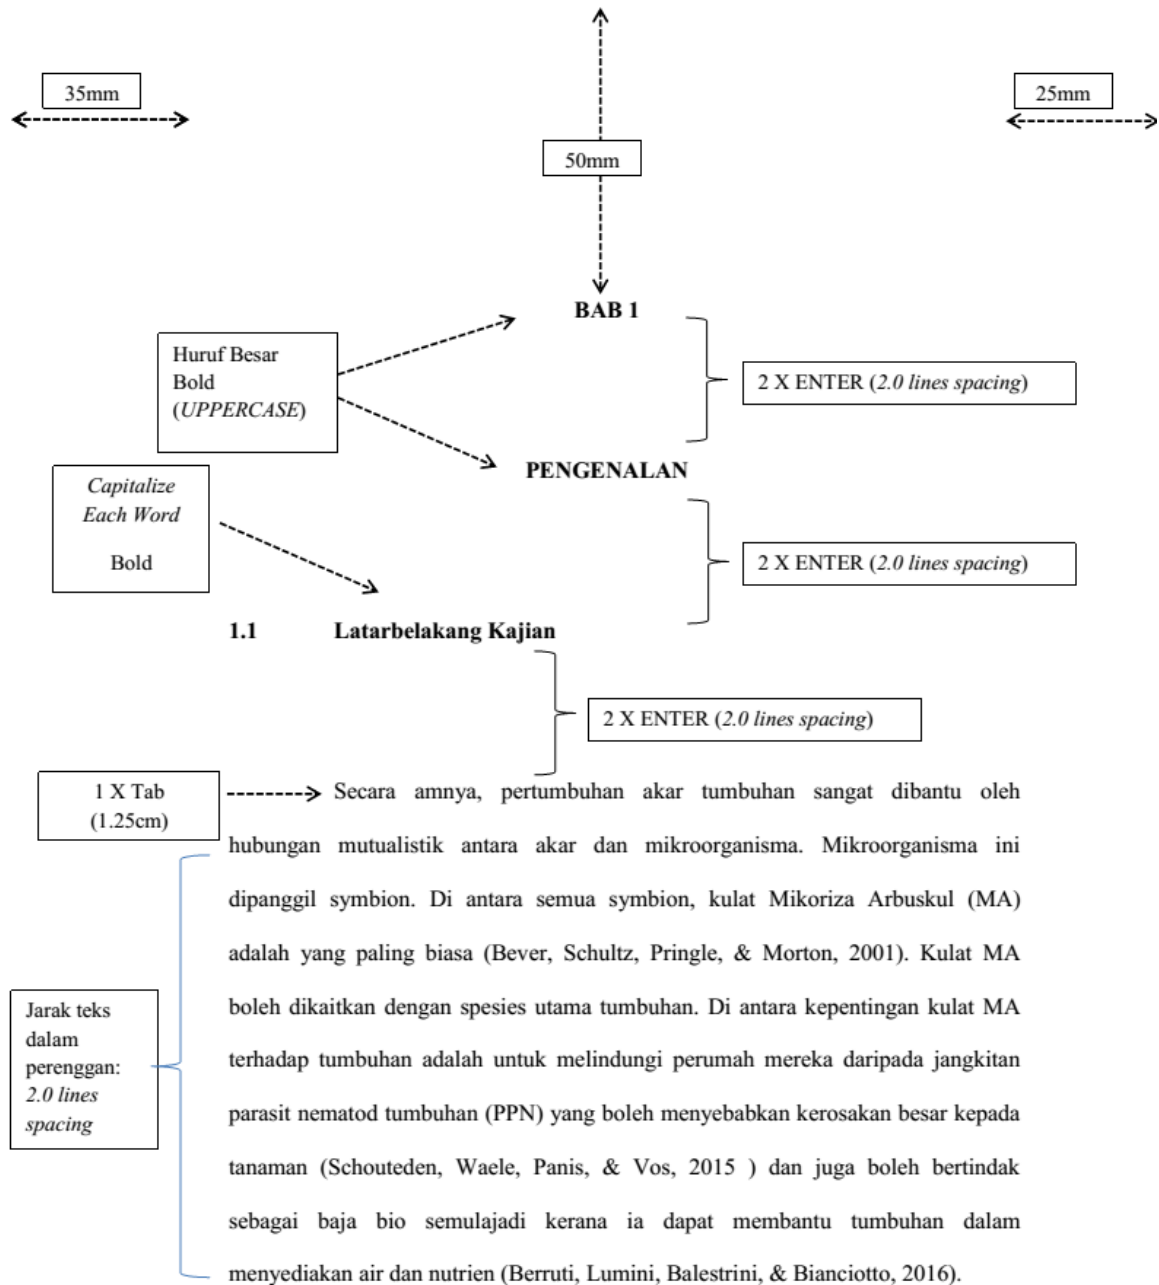 35mm
25mm
50mm
BAB 1
Huruf Besar
Bold
(UPPERCASE)
2 X ENTER (2.0 lines spacing)
PENGENALAN
Capitalize
Each Word
Bold
2 X ENTER (2.0 lines spacing)
1.1 Latarbelakang Kajian
2 X ENTER (2.0 lines spacing)
1 X Tab
(1.25cm)
Secara amnya, pertumbuhan akar tumbuhan sangat dibantu oleh
hubungan mutualistik antara akar dan mikroorganisma. Mikroorganisma ini
dipanggil symbion. Di antara semua symbion, kulat Mikoriza Arbuskul (MA)
adalah yang paling biasa (Bever, Schultz, Pringle, & Morton, 2001). Kulat MA
boleh dikaitkan dengan spesies utama tumbuhan. Di antara kepentingan kulat MA
terhadap tumbuhan adalah untuk melindungi perumah mereka daripada jangkitan
parasit nematod tumbuhan (PPN) yang boleh menyebabkan kerosakan besar kepada
tanaman (Schouteden, Waele, Panis, & Vos, 2015 ) dan juga boleh bertindak
sebagai baja bio semulajadi kerana ia dapat membantu tumbuhan dalam
menyediakan air dan nutrien (Berruti, Lumini, Balestrini, & Bianciotto, 2016).
Jarak teks
dalam
perenggan:
2.0 lines
spacing